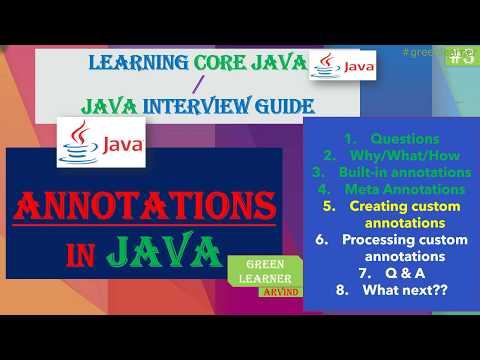 #greenlearner
#3
LEARNING CORE JAVA
Java
/
JAVA INTERVIEW GUIDE
Java
ANNOTATIONS
IN JAVA
GREEN
LEARNER
ARVIND
1. Questions
2. Why/What/How
3. Built-in annotations
4. Meta Annotations
5. Creating custom
annotations
6. Processing custom
annotations
7. Q & A
8. What next??